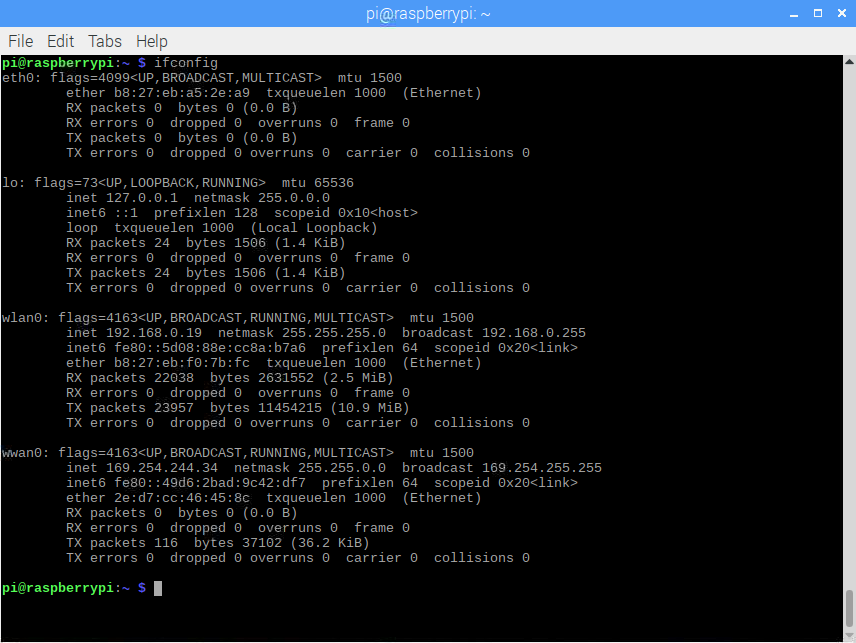 pi@raspberrypi: ~
File Edit Tabs Help
pi@raspberrypi:~ $ ifconfig
eth0: flags=4099<UP,BROADCAST,MULTICAST>  mtu 1500
        ether b8:27:eb:a5:2e:a9  txqueuelen 1000  (Ethernet)
        RX packets 0  bytes 0 (0.0 B)
        RX errors 0  dropped 0  overruns 0  frame 0
        TX packets 0  bytes 0 (0.0 B)
        TX errors 0  dropped 0 overruns 0  carrier 0  collisions 0

lo: flags=73<UP,LOOPBACK,RUNNING>  mtu 65536
        inet 127.0.0.1  netmask 255.0.0.0
        inet6 ::1  prefixlen 128  scopeid 0x10<host>
        loop  txqueuelen 1000  (Local Loopback)
        RX packets 24  bytes 1506 (1.4 KiB)
        RX errors 0  dropped 0  overruns 0  frame 0
        TX packets 24  bytes 1506 (1.4 KiB)
        TX errors 0  dropped 0 overruns 0  carrier 0  collisions 0

wlan0: flags=4163<UP,BROADCAST,RUNNING,MULTICAST>  mtu 1500
        inet 192.168.0.19  netmask 255.255.255.0  broadcast 192.168.0.255
        inet6 fe80::5d08:88e:cc8a:b7a6  prefixlen 64  scopeid 0x20<link>
        ether b8:27:eb:f0:7b:fc  txqueuelen 1000  (Ethernet)
        RX packets 22038  bytes 2631552 (2.5 MiB)
        RX errors 0  dropped 0  overruns 0  frame 0
        TX packets 23957  bytes 11454215 (10.9 MiB)
        TX errors 0  dropped 0 overruns 0  carrier 0  collisions 0

wwan0: flags=4163<UP,BROADCAST,RUNNING,MULTICAST>  mtu 1500
        inet 169.254.244.34  netmask 255.255.0.0  broadcast 169.254.255.255
        inet6 fe80::49d6:2bad:9c42:df7  prefixlen 64  scopeid 0x20<link>
        ether 2e:d7:cc:46:45:8c  txqueuelen 1000  (Ethernet)
        RX packets 0  bytes 0 (0.0 B)
        RX errors 0  dropped 0  overruns 0  frame 0
        TX packets 116  bytes 37102 (36.2 KiB)
        TX errors 0  dropped 0 overruns 0  carrier 0  collisions 0

pi@raspberrypi:~ $